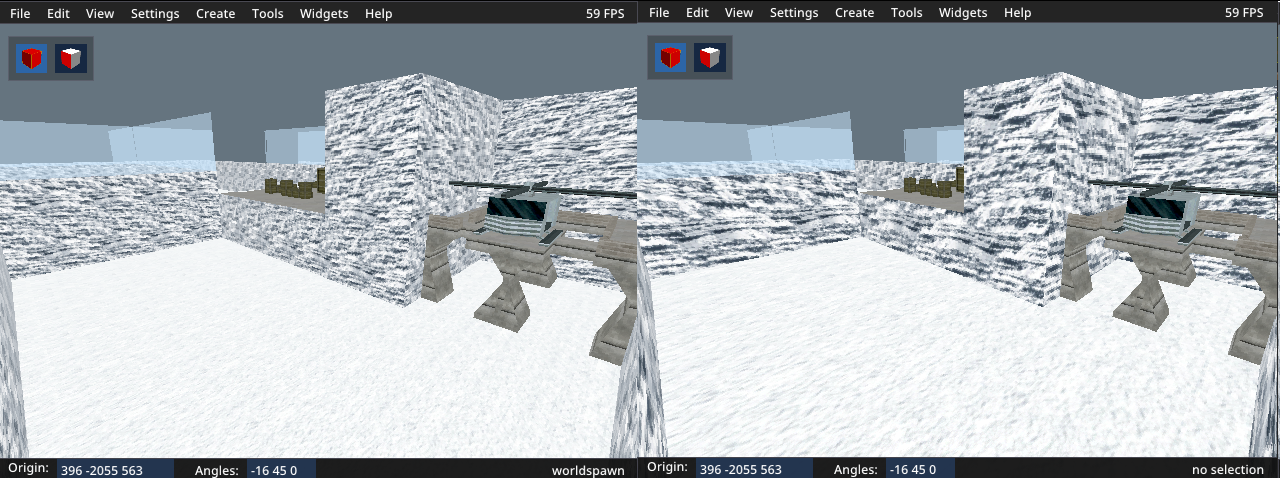 File Edit View Settings Create Tools Widgets Help 59 FPS
File Edit View Settings Create Tools Widgets Help 59 FPS
Origin: 396 -2055 563 Angles: -16 45 0 worldspawn
Origin: 396 -2055 563 Angles: -16 45 0 no selection